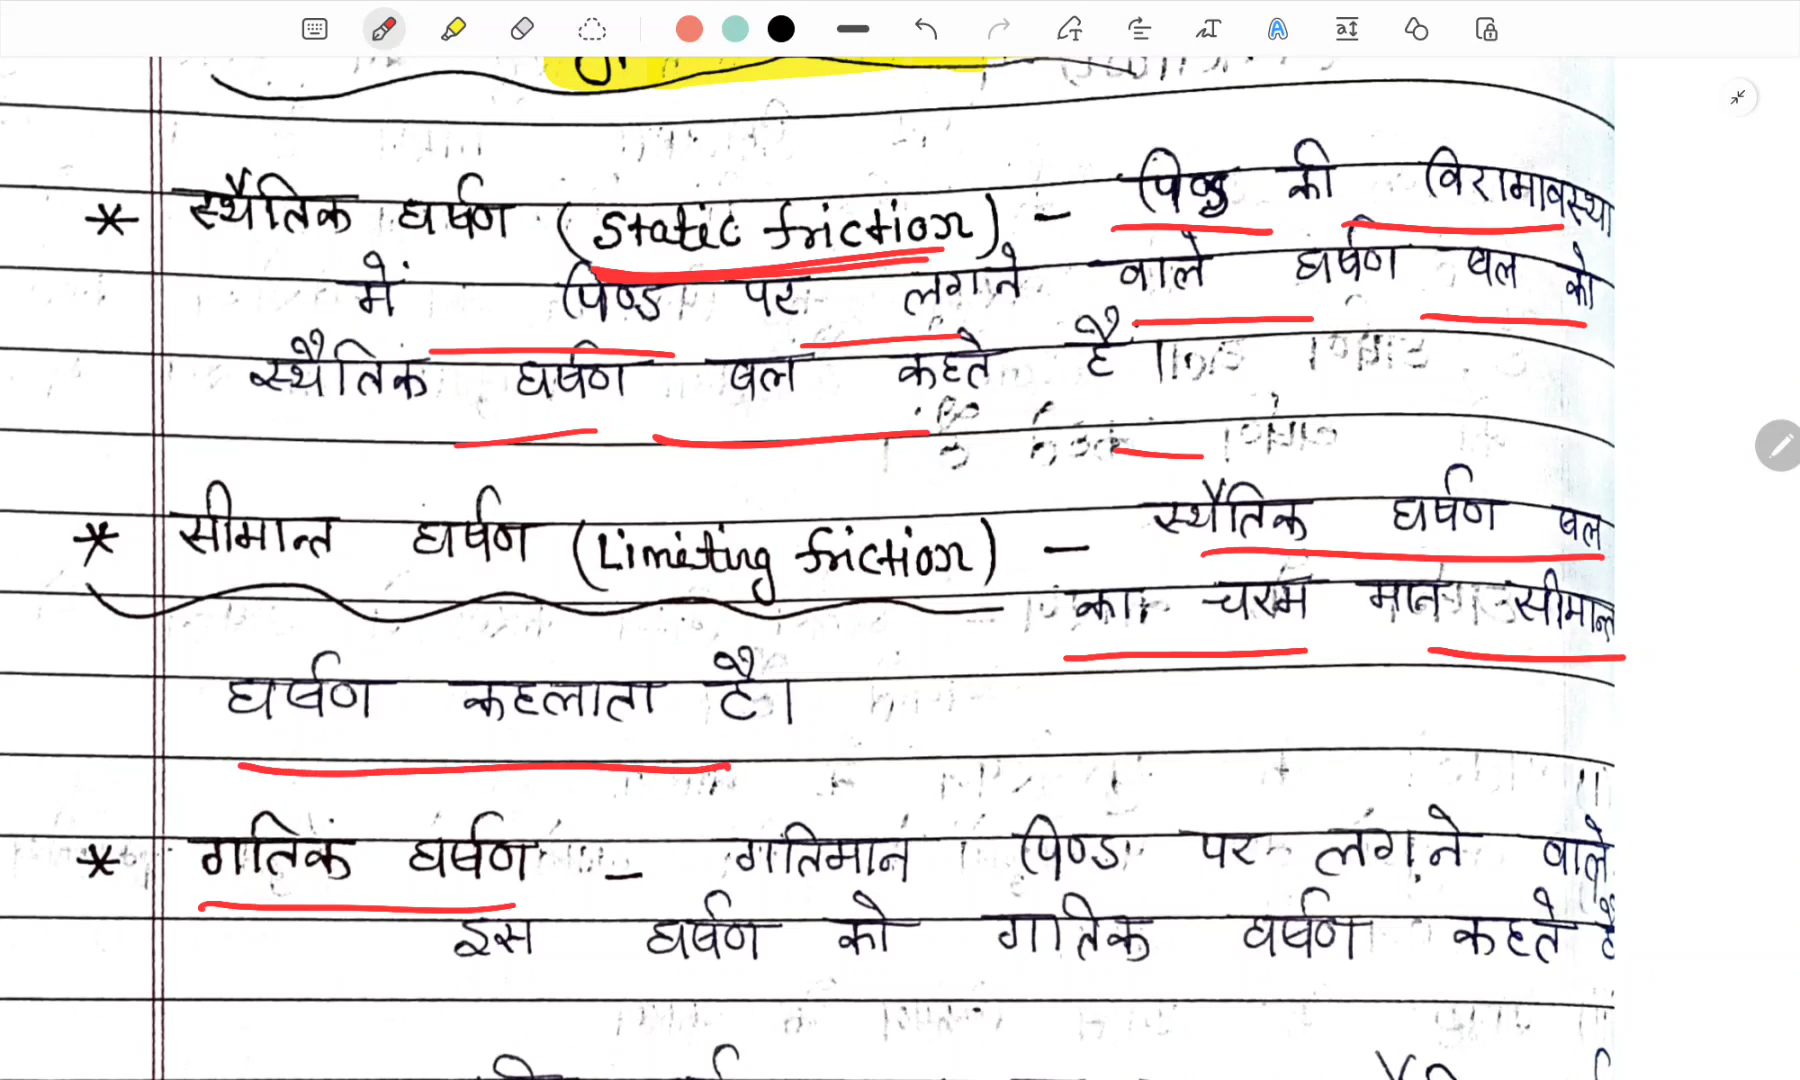 * स्थैतिक घर्षण (Static friction) - पिण्ड की विरामावस्था
में पिण्ड पर लगने वाले घर्षण बल को
स्थैतिक घर्षण बल कहते है
* सीमान्त घर्षण (Limiting friction) - स्थैतिक घर्षण बल
का चरम मान सीमान्त
घर्षण कहलाता है।
* गतिक घर्षण - गतिमान पिण्ड पर लगने वाले
इस घर्षण को गतिक घर्षण कहते है